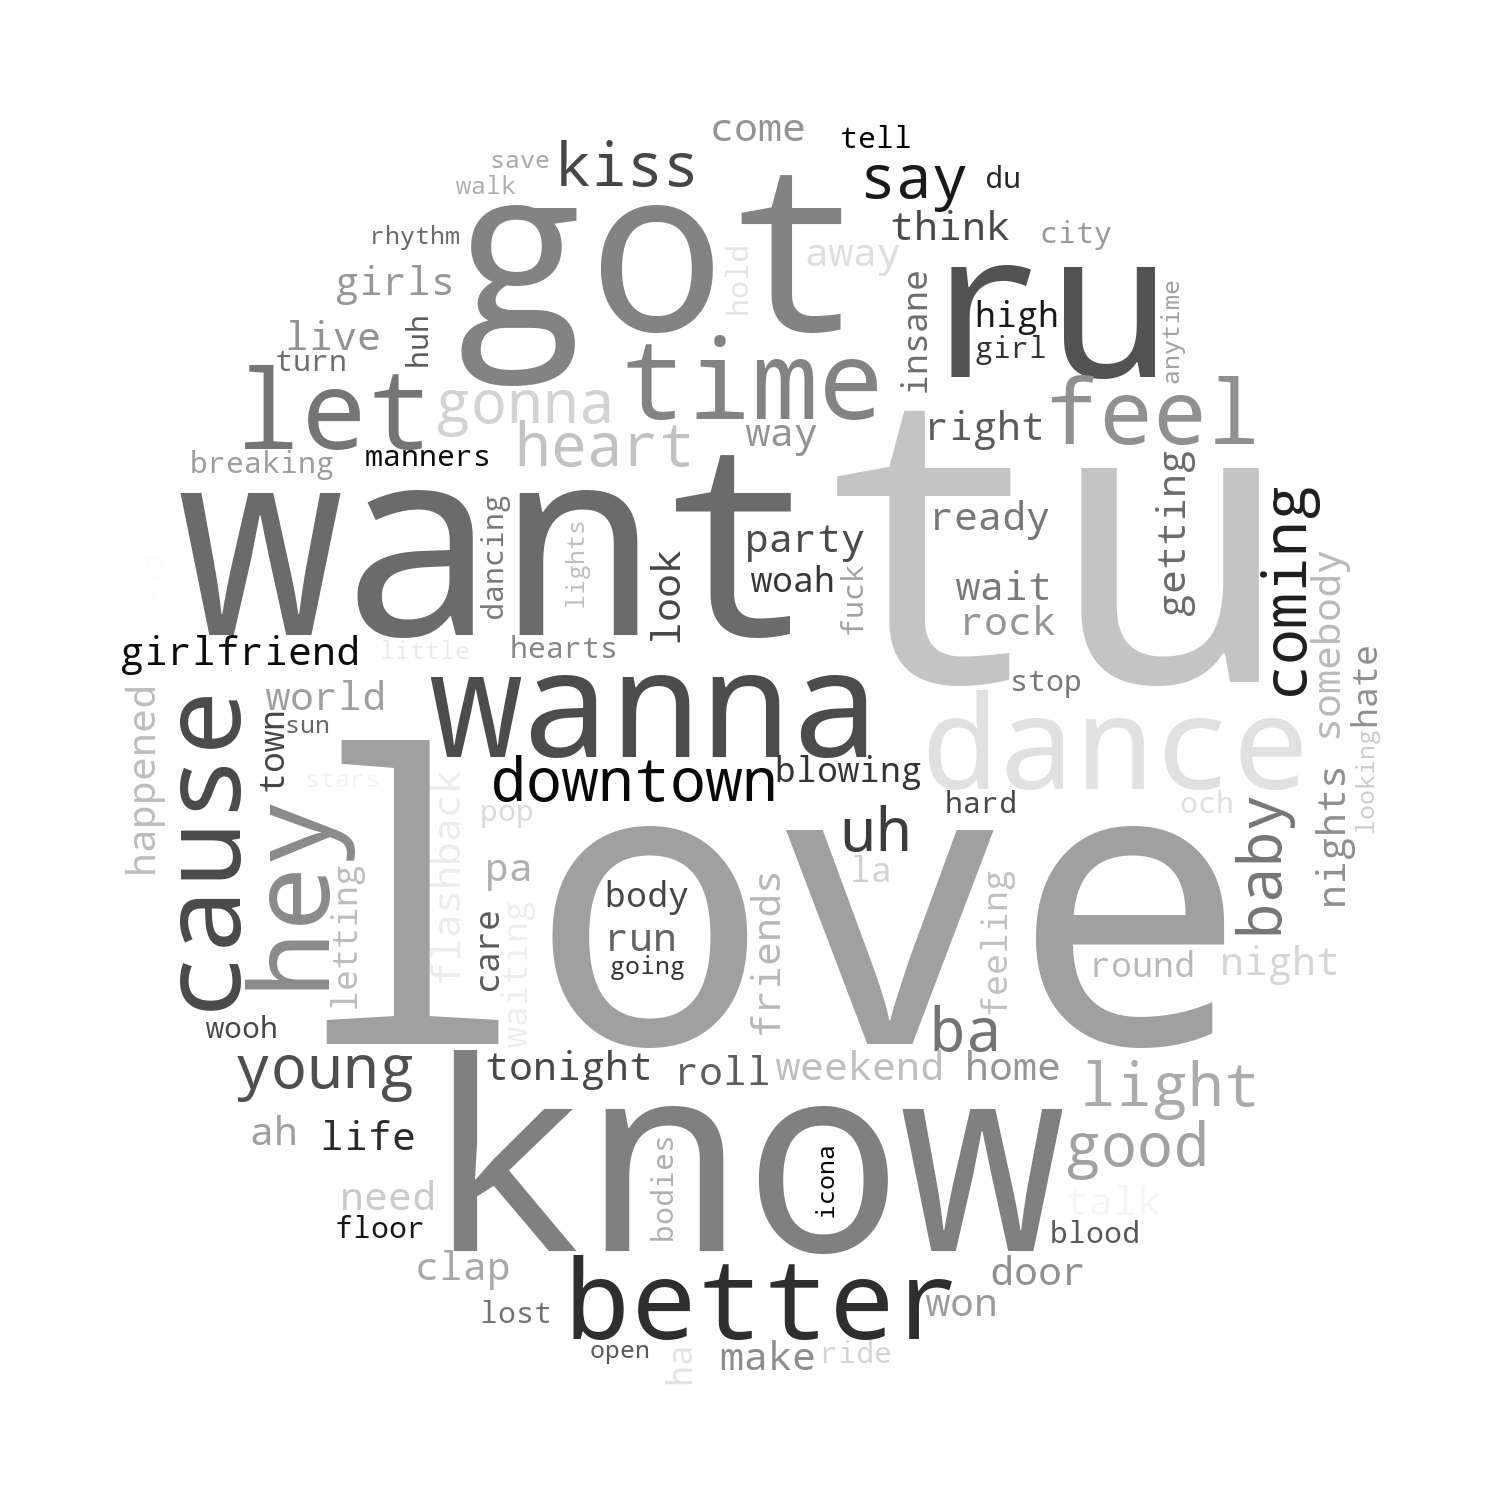 come
tell
save
kiss
say
du
walk
got
think
city
rhythm
hold
away
ru
girls
insane
high
anytime
live
huh
girl
turn
let
gonna
time
feel
heart
way
right
breaking
manners
want
tu
getting
dancing
lights
look
party
ready
coming
woah
fuck
wait
rock
somebody
girlfriend
little
hearts
stop
hate
happened
cause
world
wanna
dance
town
sun
downtown
blowing
looking
stars
hey
love
flashback
pop
uh
hard
och
baby
nights
letting
pa
la
care
body
friends
feeling
waiting
run
going
round
night
wooh
ba
young
know
tonight
roll
weekend
home
light
ah
life
bodies
icona
good
need
talk
floor
blood
clap
better
door
lost
won
open
ha
make
ride